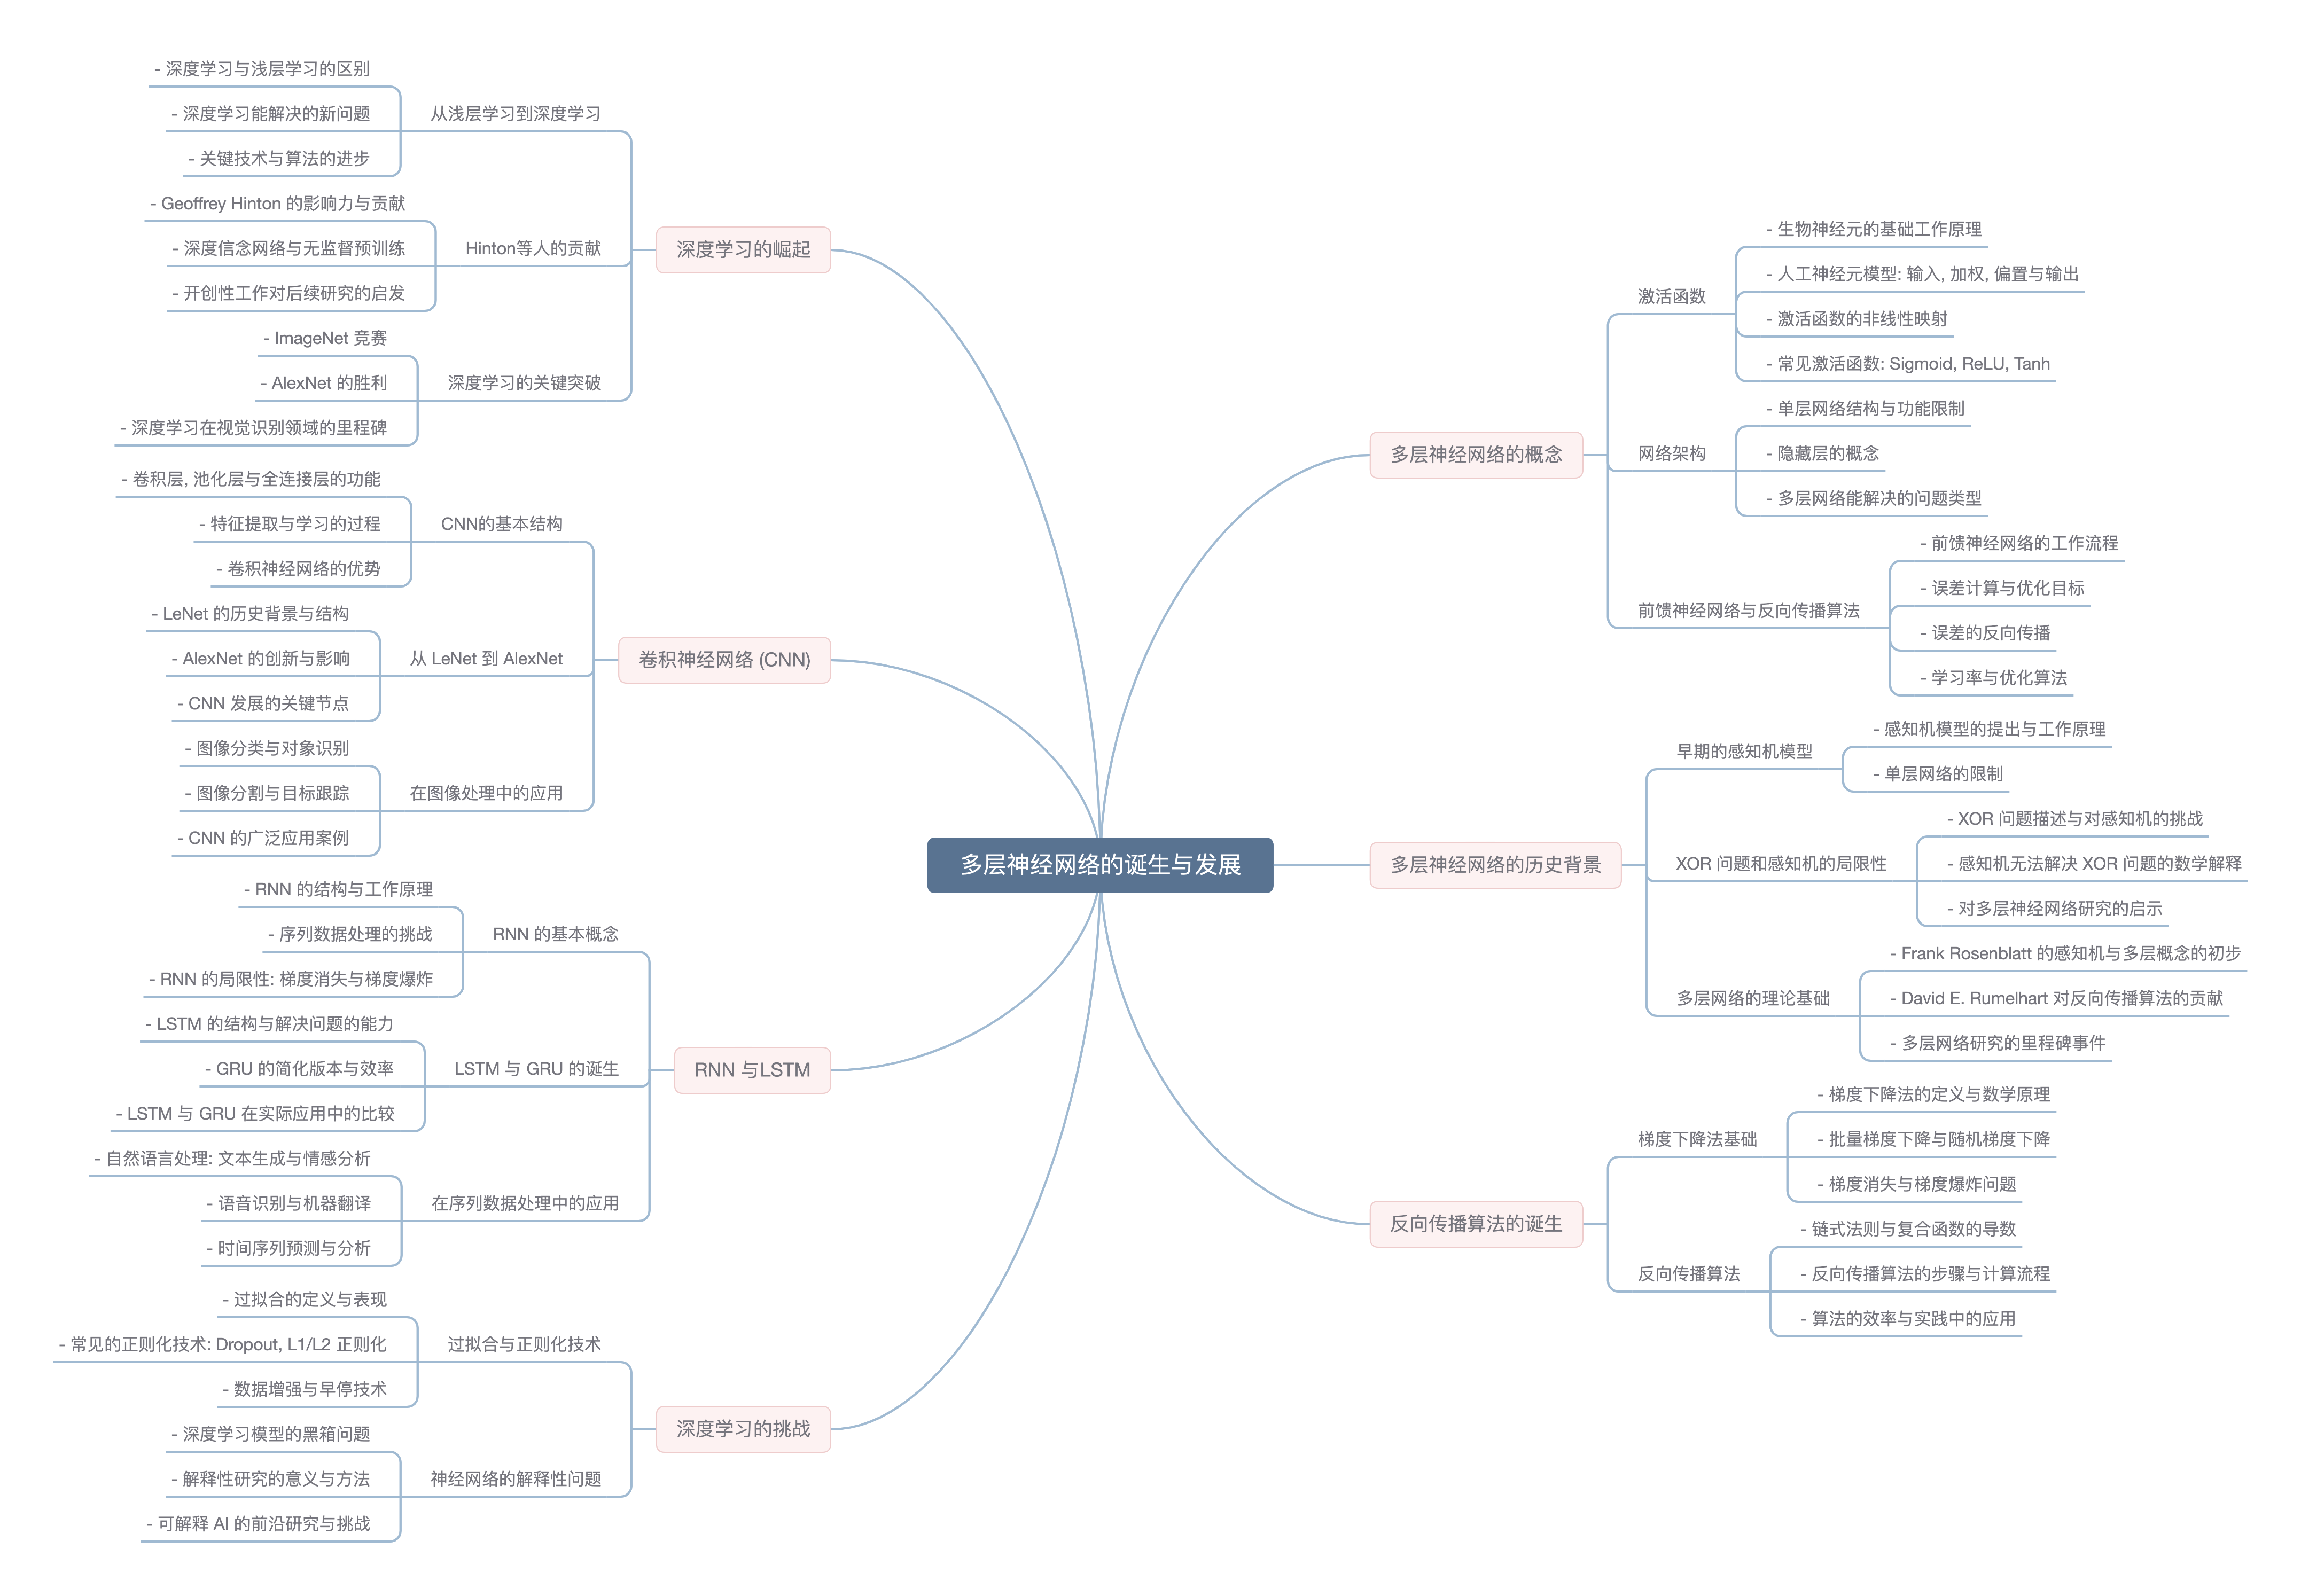 多层神经网络的诞生与发展
多层神经网络的概念
激活函数
- 生物神经元的基础工作原理
- 人工神经元模型: 输入, 加权, 偏置与输出
- 激活函数的非线性映射
- 常见激活函数: Sigmoid, ReLU, Tanh
网络架构
- 单层网络结构与功能限制
- 隐藏层的概念
- 多层网络能解决的问题类型
前馈神经网络与反向传播算法
- 前馈神经网络的工作流程
- 误差计算与优化目标
- 误差的反向传播
- 学习率与优化算法
多层神经网络的历史背景
早期的感知机模型
- 感知机模型的提出与工作原理
- 单层网络的限制
XOR 问题和感知机的局限性
- XOR 问题描述与对感知机的挑战
- 感知机无法解决 XOR 问题的数学解释
- 对多层神经网络研究的启示
多层网络的理论基础
- Frank Rosenblatt 的感知机与多层概念的初步
- David E. Rumelhart 对反向传播算法的贡献
- 多层网络研究的里程碑事件
反向传播算法的诞生
梯度下降法基础
- 梯度下降法的定义与数学原理
- 批量梯度下降与随机梯度下降
- 梯度消失与梯度爆炸问题
反向传播算法
- 链式法则与复合函数的导数
- 反向传播算法的步骤与计算流程
- 算法的效率与实践中的应用
深度学习的崛起
从浅层学习到深度学习
- 深度学习与浅层学习的区别
- 深度学习能解决的新问题
- 关键技术与算法的进步
Hinton等人的贡献
- Geoffrey Hinton 的影响力与贡献
- 深度信念网络与无监督预训练
- 开创性工作对后续研究的启发
深度学习的关键突破
- ImageNet 竞赛
- AlexNet 的胜利
- 深度学习在视觉识别领域的里程碑
卷积神经网络 (CNN)
CNN的基本结构
- 卷积层, 池化层与全连接层的功能
- 特征提取与学习的过程
- 卷积神经网络的优势
从 LeNet 到 AlexNet
- LeNet 的历史背景与结构
- AlexNet 的创新与影响
- CNN 发展的关键节点
在图像处理中的应用
- 图像分类与对象识别
- 图像分割与目标跟踪
- CNN 的广泛应用案例
RNN 与LSTM
RNN 的基本概念
- RNN 的结构与工作原理
- 序列数据处理的挑战
- RNN 的局限性: 梯度消失与梯度爆炸
LSTM 与 GRU 的诞生
- LSTM 的结构与解决问题的能力
- GRU 的简化版本与效率
- LSTM 与 GRU 在实际应用中的比较
在序列数据处理中的应用
- 自然语言处理: 文本生成与情感分析
- 语音识别与机器翻译
- 时间序列预测与分析
深度学习的挑战
过拟合与正则化技术
- 过拟合的定义与表现
- 常见的正则化技术: Dropout, L1/L2 正则化
- 数据增强与早停技术
神经网络的解释性问题
- 深度学习模型的黑箱问题
- 解释性研究的意义与方法
- 可解释 AI 的前沿研究与挑战